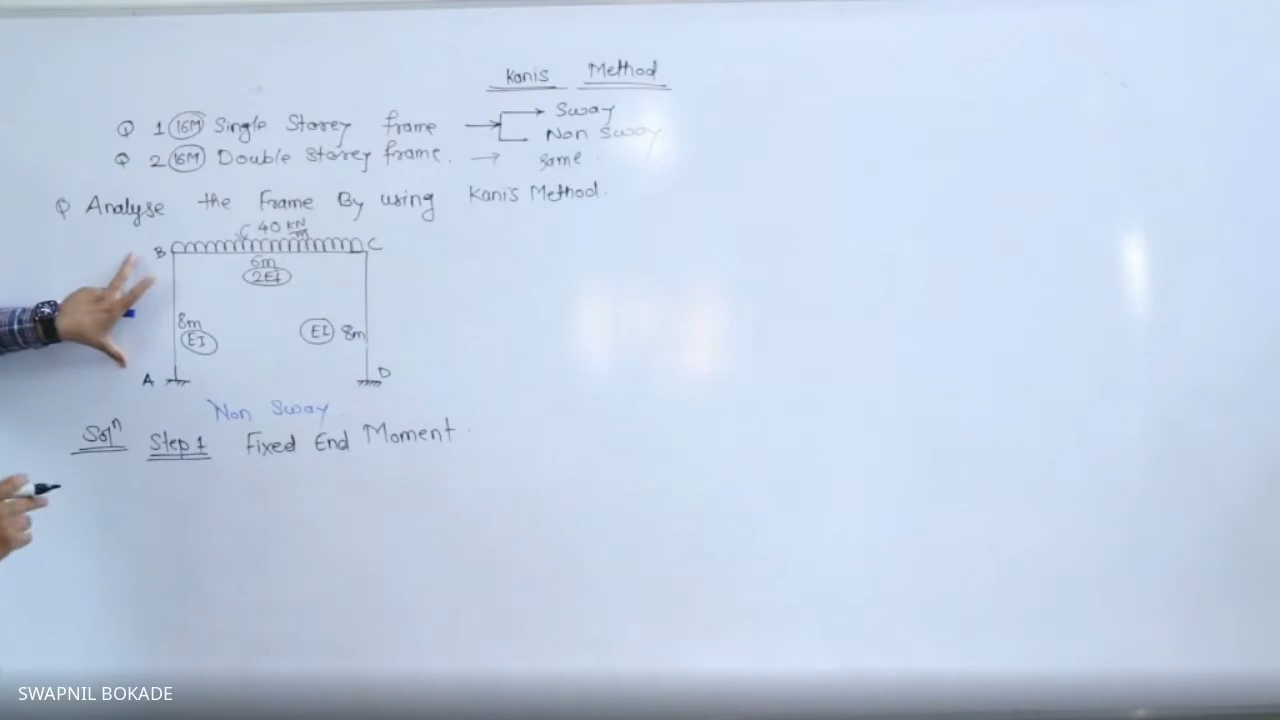 Kanis Method
Q 1 16M Single Storey frame → Sway
Non Sway
Q 2 16M Double Storey frame. → Same.
Q Analyse the Frame By using Kanis Method.
40 KN/m
B C
6m
2EI
8m
EI
EI 8m
A D
Non Sway
Solⁿ Step 1 Fixed End Moment.
SWAPNIL BOKADE